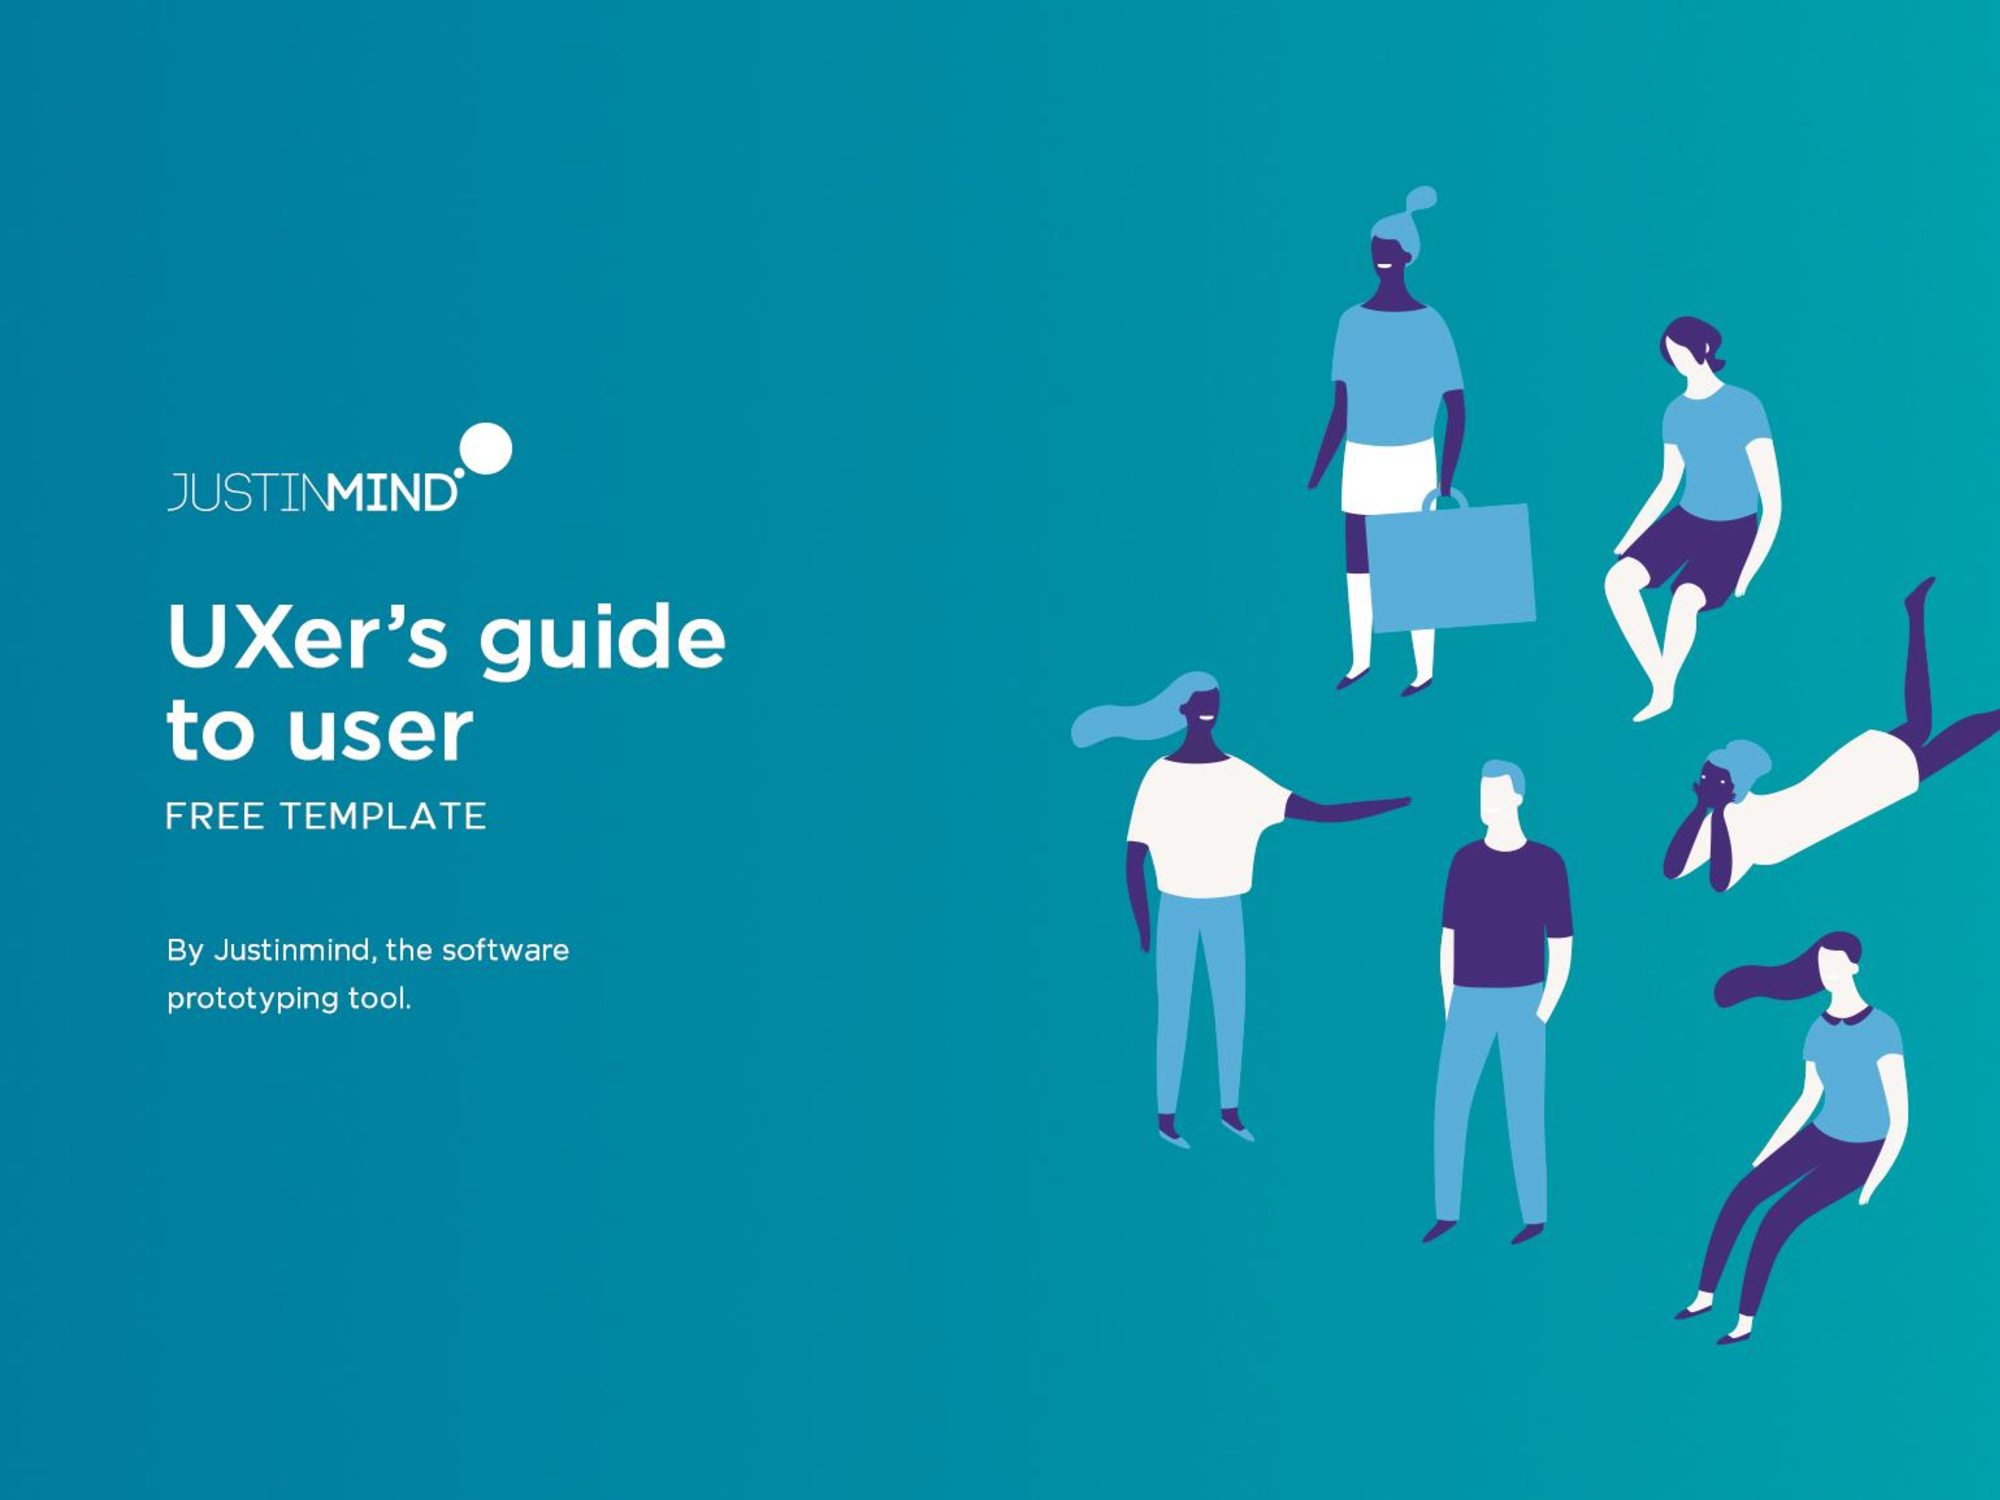 JUSTINMIND
UXer’s guide
to user
FREE TEMPLATE
By Justinmind, the software
prototyping tool.